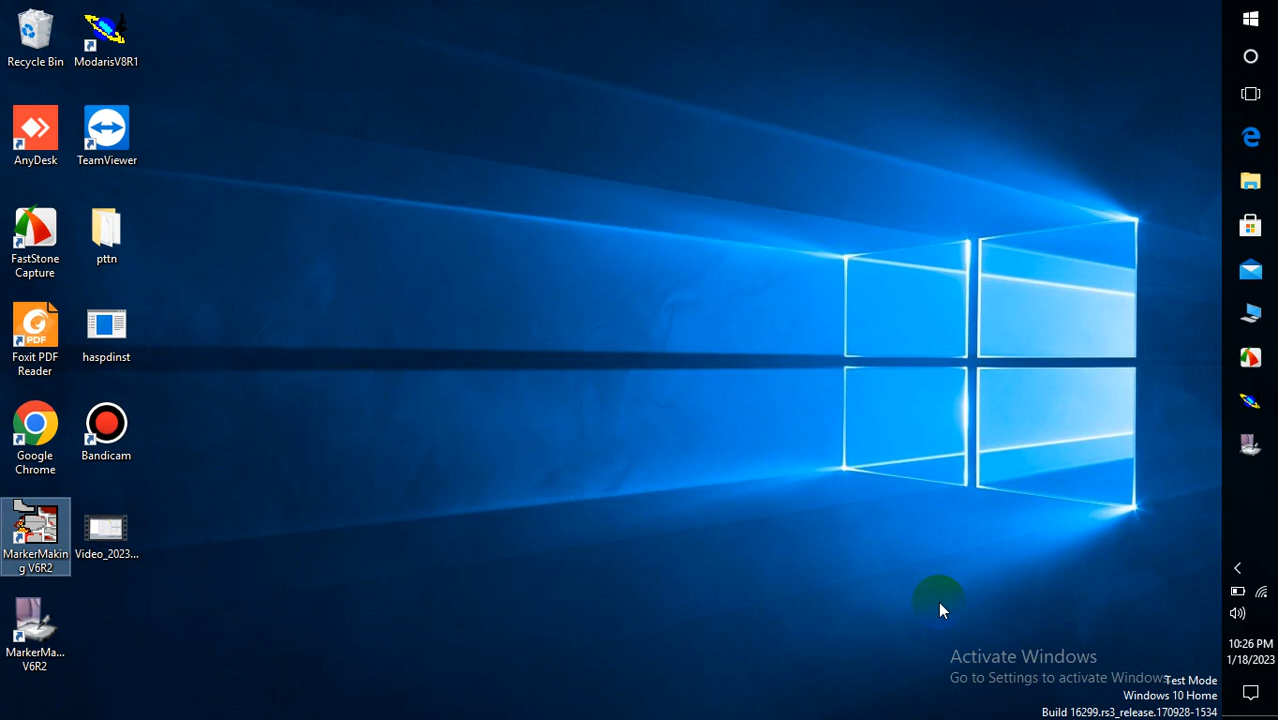 Recycle Bin
ModarisV8R1
AnyDesk
TeamViewer
FastStone
Capture
pttn
PDF
Foxit PDF
Reader
haspdinst
Google
Chrome
Bandicam
MarkerMakin
g V6R2
Video_2023...
MarkerMa...
V6R2
Activate Windows
Go to Settings to activate Windows.
Test Mode
Windows 10 Home
Build 16299.rs3_release.170928-1534
10:26 PM
1/18/2023